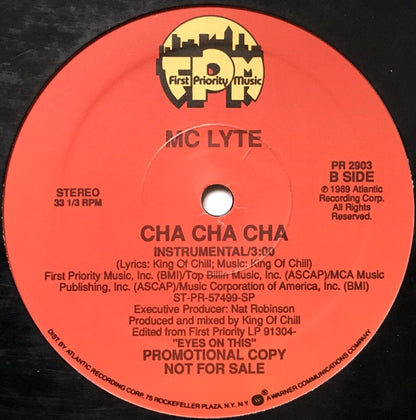 FPM
First Priority Music
MC LYTE
PR 2903
B SIDE
℗ 1989 Atlantic
Recording Corp.
All Rights
Reserved.
STEREO
33 1/3 RPM
CHA CHA CHA
INSTRUMENTAL/3:00
(Lyrics: King Of Chill; Music: King Of Chill)
First Priority Music, Inc. (BMI)/Top Billin Music, Inc. (ASCAP)/MCA Music
Publishing, Inc. (ASCAP)/Music Corporation of America, Inc. (BMI)
ST-PR-57499-SP
Executive Producer: Nat Robinson
Produced and mixed by King Of Chill
Edited from First Priority LP 91304-
"EYES ON THIS"
PROMOTIONAL COPY
NOT FOR SALE
DIST. BY ATLANTIC RECORDING CORP., 75 ROCKEFELLER PLAZA, N.Y., N.Y. W A WARNER COMMUNICATIONS COMPANY